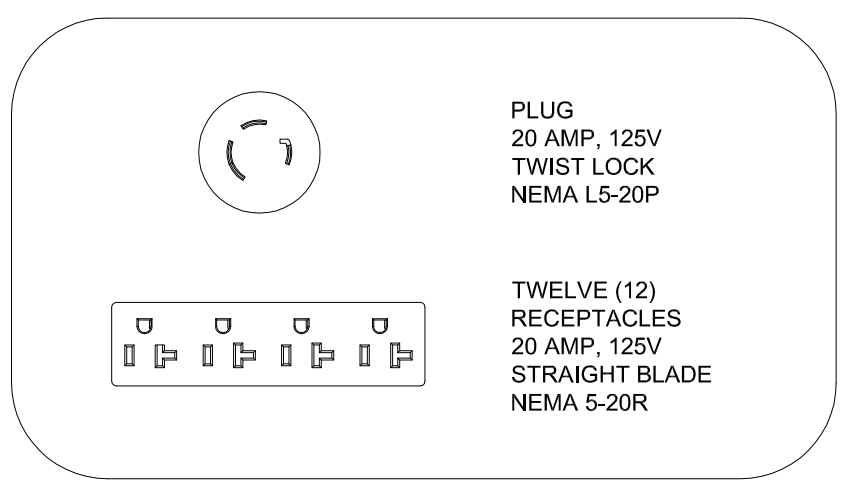 PLUG
20 AMP, 125V
TWIST LOCK
NEMA L5-20P
TWELVE (12)
RECEPTACLES
20 AMP, 125V
STRAIGHT BLADE
NEMA 5-20R